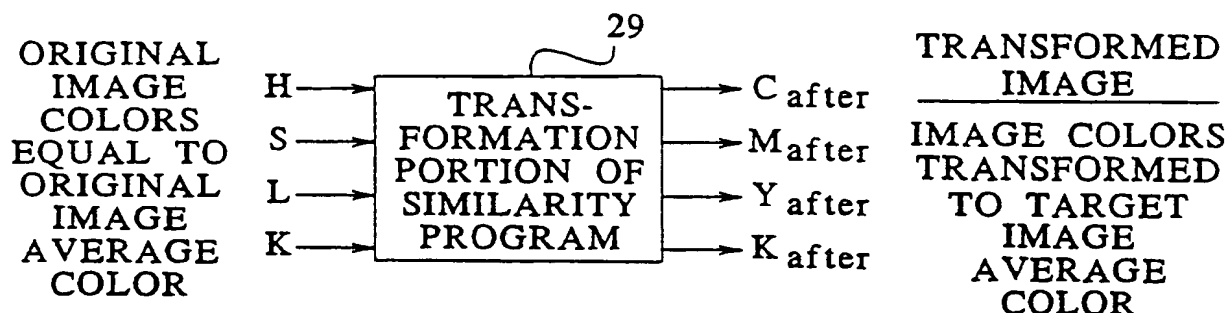 29
ORIGINAL
IMAGE
COLORS
EQUAL TO
ORIGINAL
IMAGE
AVERAGE
COLOR
H
S
L
K
TRANS-
FORMATION
PORTION OF
SIMILARITY
PROGRAM
C after
M after
Y after
K after
TRANSFORMED
IMAGE
IMAGE COLORS
TRANSFORMED
TO TARGET
IMAGE
AVERAGE
COLOR